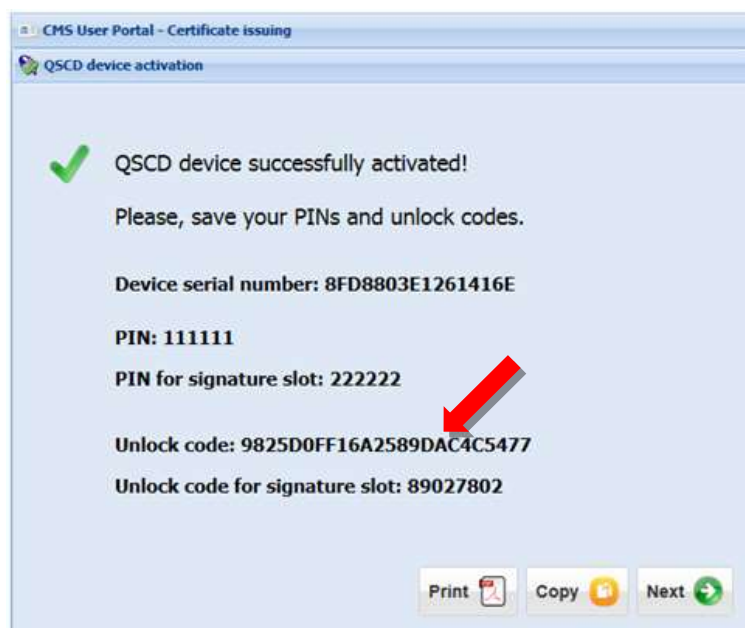 CMS User Portal - Certificate issuing
QSCD device activation
QSCD device successfully activated!
Please, save your PINs and unlock codes.
Device serial number: 8FD8803E1261416E
PIN: 111111
PIN for signature slot: 222222
Unlock code: 9825D0FF16A2589DAC4C5477
Unlock code for signature slot: 89027802
Print Copy Next